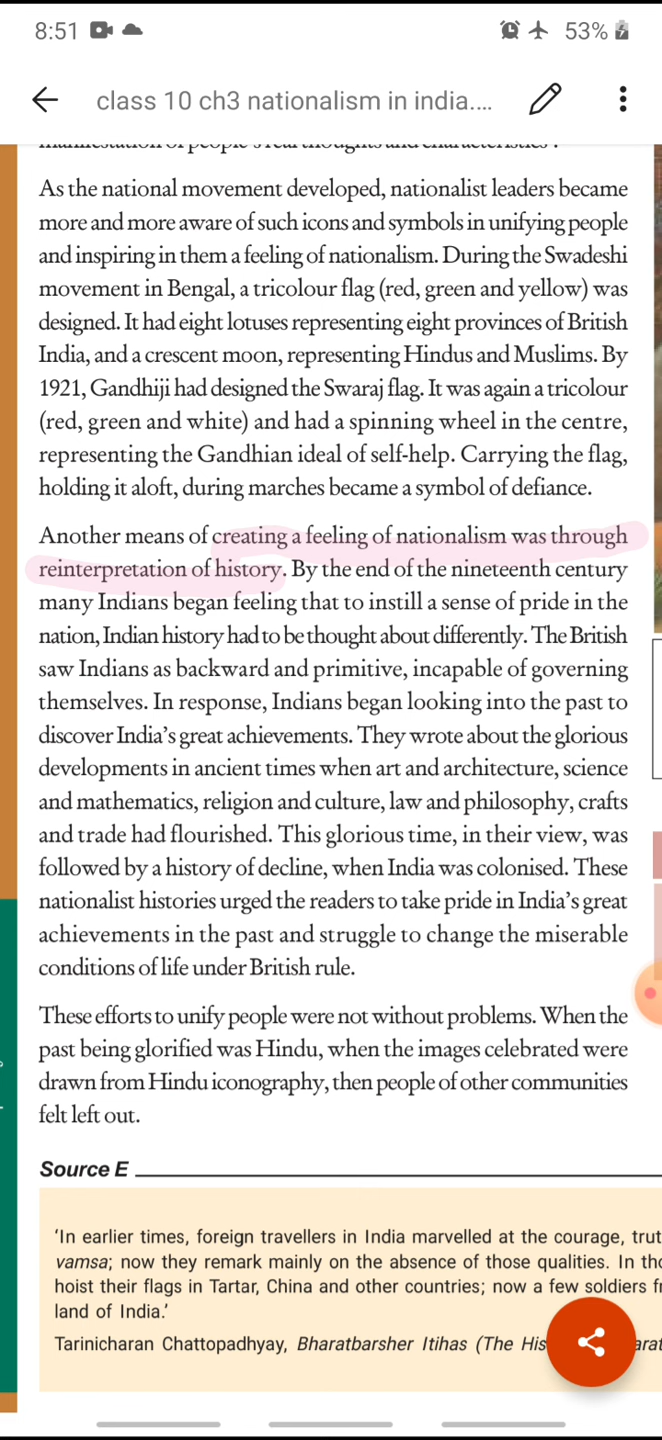 8:51
53%
class 10 ch3 nationalism in india....
manifestation of people's real thoughts and characteristics'.
As the national movement developed, nationalist leaders became
more and more aware of such icons and symbols in unifying people
and inspiring in them a feeling of nationalism. During the Swadeshi
movement in Bengal, a tricolour flag (red, green and yellow) was
designed. It had eight lotuses representing eight provinces of British
India, and a crescent moon, representing Hindus and Muslims. By
1921, Gandhiji had designed the Swaraj flag. It was again a tricolour
(red, green and white) and had a spinning wheel in the centre,
representing the Gandhian ideal of self-help. Carrying the flag,
holding it aloft, during marches became a symbol of defiance.
Another means of creating a feeling of nationalism was through
reinterpretation of history. By the end of the nineteenth century
many Indians began feeling that to instill a sense of pride in the
nation, Indian history had to be thought about differently. The British
saw Indians as backward and primitive, incapable of governing
themselves. In response, Indians began looking into the past to
discover India's great achievements. They wrote about the glorious
developments in ancient times when art and architecture, science
and mathematics, religion and culture, law and philosophy, crafts
and trade had flourished. This glorious time, in their view, was
followed by a history of decline, when India was colonised. These
nationalist histories urged the readers to take pride in India's great
achievements in the past and struggle to change the miserable
conditions of life under British rule.
These efforts to unify people were not without problems. When the
past being glorified was Hindu, when the images celebrated were
drawn from Hindu iconography, then people of other communities
felt left out.
Source E
'In earlier times, foreign travellers in India marvelled at the courage,
vamsa; now they remark mainly on the absence of those qualities. In
hoist their flags in Tartar, China and other countries; now a few soldiers
land of India.'
Tarinicharan Chattopadhyay, Bharatbarsher Itihas (The